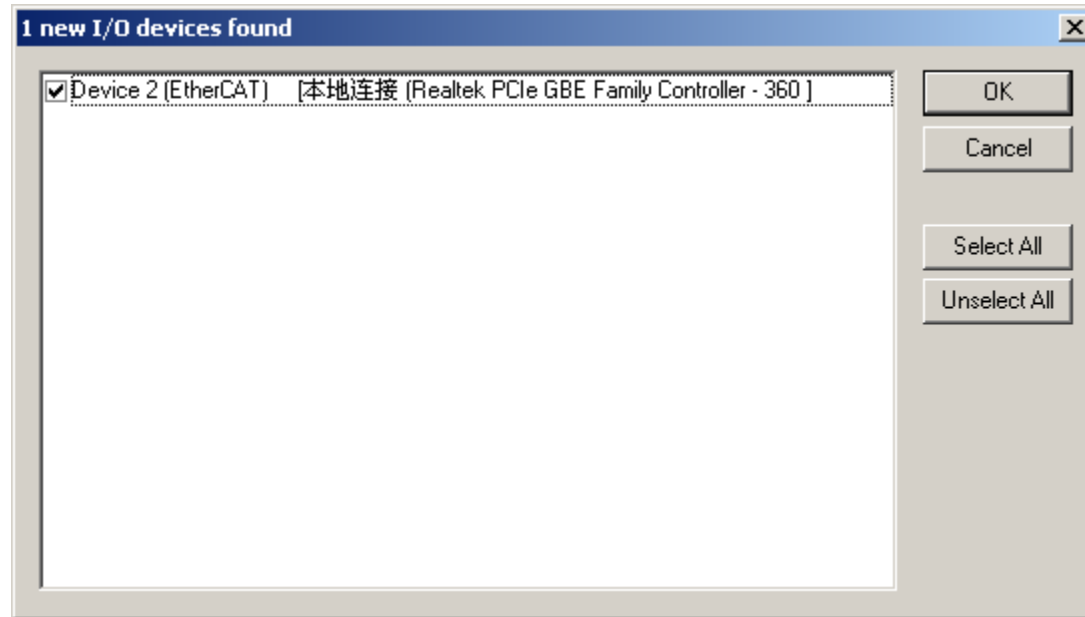 1 new I/O devices found
Device 2 (EtherCAT) [本地连接 (Realtek PCIe GBE Family Controller - 360 ]
OK
Cancel
Select All
Unselect All